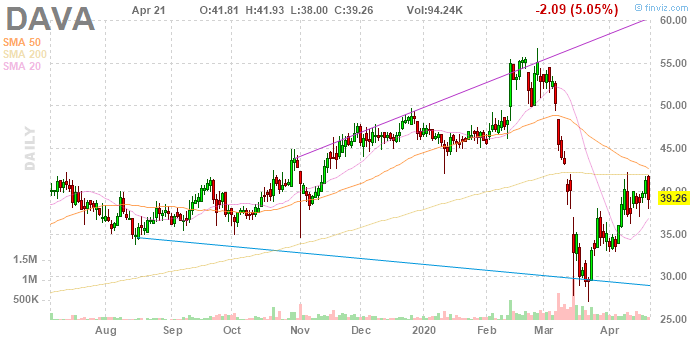 DAVA
Apr 21 O:41.81 H:41.93 L:38.00 C:39.26 Vol:94.24K -2.09 (5.05%)
© finviz.com
SMA 50
SMA 200
SMA 20
DAILY
60.00
55.00
50.00
45.00
40.00
39.26
35.00
30.00
25.00
1.5M
1M
500K
Aug Sep Oct Nov Dec 2020 Feb Mar Apr